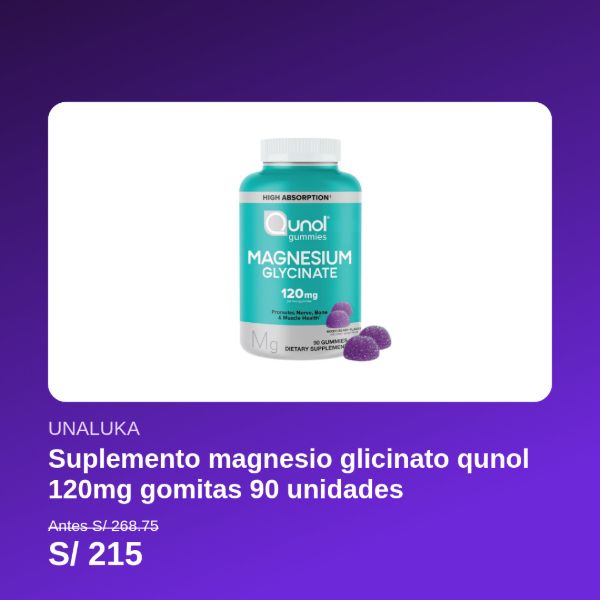 HIGH ABSORPTION
Qunol
gummies
MAGNESIUM
GLYCINATE
120mg
Promotes Nerve, Bone
& Muscle Health
Mg
90 GUMMIES
DIETARY SUPPLEMENT
UNALUKA
Suplemento magnesio glicinato qunol
120mg gomitas 90 unidades
Antes S/ 268.75
S/ 215